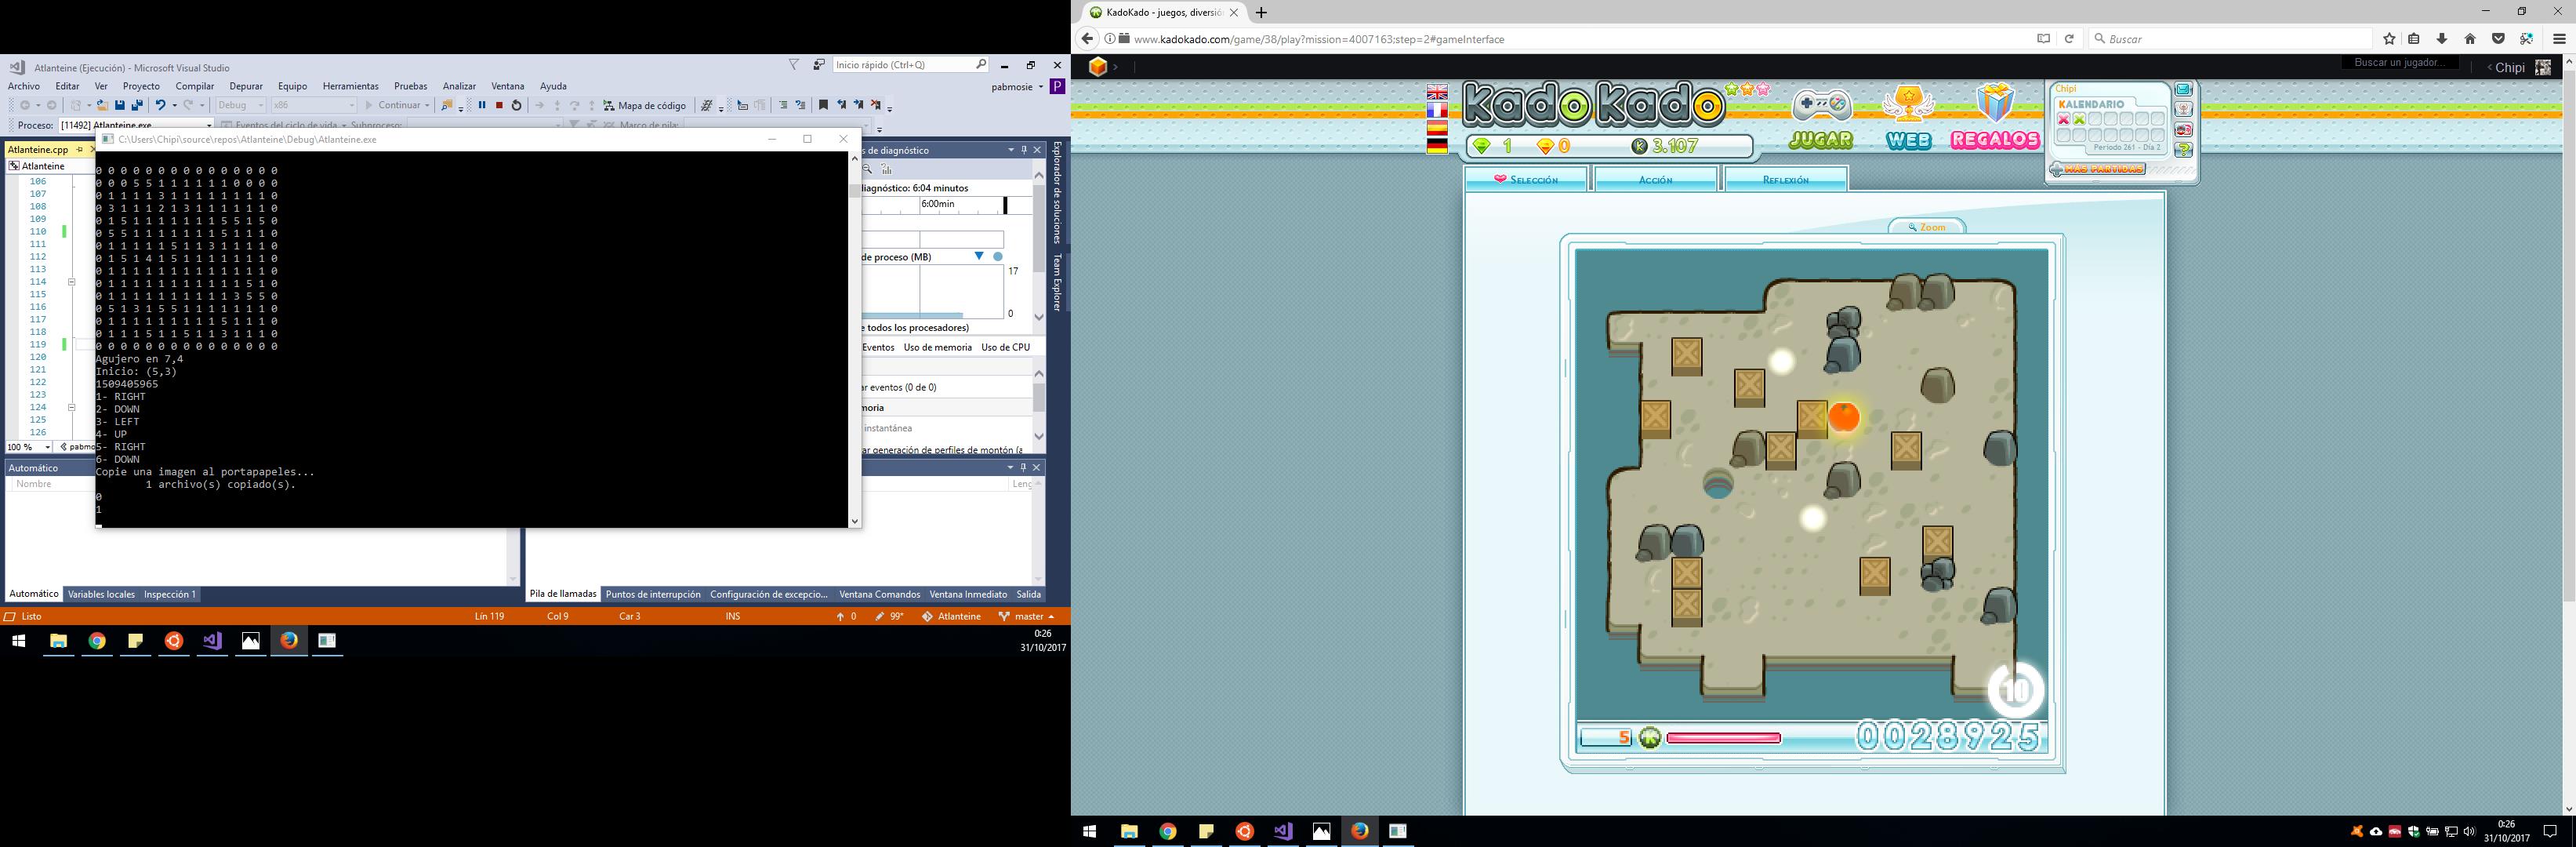 Atlanteine (Ejecución) - Microsoft Visual Studio
Inicio rápido (Ctrl+Q)
Archivo Editar Ver Proyecto Compilar Depurar Equipo Herramientas Pruebas Analizar Ventana Ayuda
pabmosie
P
Debug x86 Continuar Mapa de código
Proceso: [11492] Atlanteine.exe Eventos del ciclo de vida Subproceso: Marco de pila:
Atlanteine.cpp
Atlanteine
106
107
108
109
110
111
112
113
114
115
116
117
118
119
120
121
122
123
124
125
126
100 %
C:\Users\Chipi\source\repos\Atlanteine\Debug\Atlanteine.exe
0 0 0 0 0 0 0 0 0 0 0 0 0 0 0
0 0 0 5 5 1 1 1 1 1 1 0 0 0 0
0 1 1 1 1 3 1 1 1 1 1 1 1 1 0
0 3 1 1 1 2 1 3 1 1 1 1 1 1 0
0 1 5 1 1 1 1 1 1 1 5 5 1 5 0
0 5 5 1 1 1 1 1 1 1 5 1 1 1 0
0 1 1 1 1 1 5 1 1 3 1 1 1 1 0
0 1 5 1 4 1 5 1 1 1 1 1 1 1 0
0 1 1 1 1 1 1 1 1 1 1 1 1 1 0
0 1 1 1 1 1 1 1 1 1 1 1 5 1 0
0 1 1 1 1 1 1 1 1 1 1 3 5 5 0
0 5 1 3 1 5 5 1 1 1 1 1 1 1 0
0 1 1 1 1 1 1 1 1 1 5 1 1 1 0
0 1 1 1 5 1 1 5 1 1 3 1 1 1 0
0 0 0 0 0 0 0 0 0 0 0 0 0 0 0
Agujero en 7,4
Inicio: (5,3)
1509405965
1- RIGHT
2- DOWN
3- LEFT
4- UP
5- RIGHT
6- DOWN
Copie una imagen al portapapeles...
1 archivo(s) copiado(s).
0
1
s de diagnóstico
iagnóstico: 6:04 minutos
6:00min
de proceso (MB)
17
0
e todos los procesadores)
Eventos Uso de memoria Uso de CPU
ar eventos (0 de 0)
moria
instantánea
Explorador de soluciones
Team Explorer
Automático
Nombre
Automático Variables locales Inspección 1
Pila de llamadas Puntos de interrupción Configuración de excepcio... Ventana Comandos Ventana Inmediato Salida
Listo Lín 119 Col 9 Car 3 INS 0 99* Atlanteine master
0:26
31/10/2017
KadoKado - juegos, diversión
www.kadokado.com/game/38/play?mission=4007163;step=2#gameInterface
Buscar
Buscar un jugador...
Chipi
KadoKado
1 0 3.107
JUGAR WEB REGALOS
Chipi
KALENDARIO
Periodo 261 - Día 2
MÁS PARTIDAS
SELECCIÓN ACCIÓN REFLEXIÓN
Zoom
10
5
0028925
0:26
31/10/2017